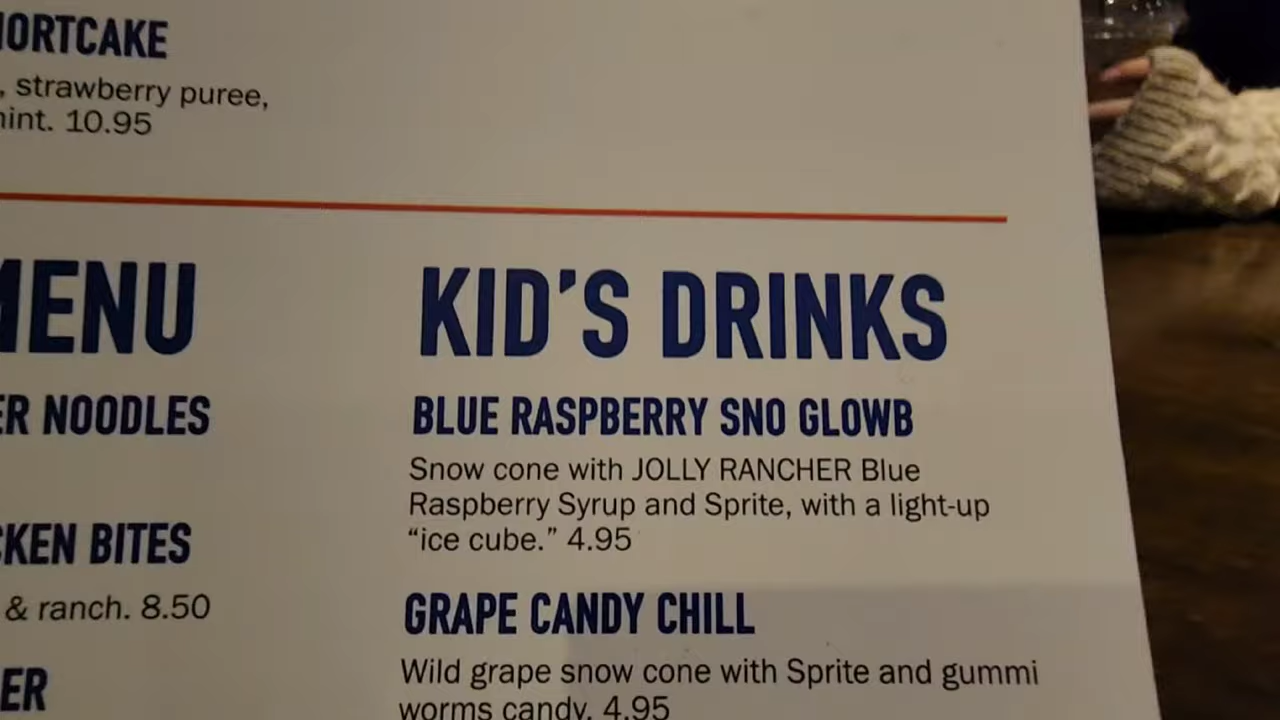 HORTCAKE
, strawberry puree,
mint. 10.95
MENU
ER NOODLES
CKEN BITES
& ranch. 8.50
ER
KID'S DRINKS
BLUE RASPBERRY SNO GLOWB
Snow cone with JOLLY RANCHER Blue
Raspberry Syrup and Sprite, with a light-up
“ice cube.” 4.95
GRAPE CANDY CHILL
Wild grape snow cone with Sprite and gummi
worms candy. 4.95